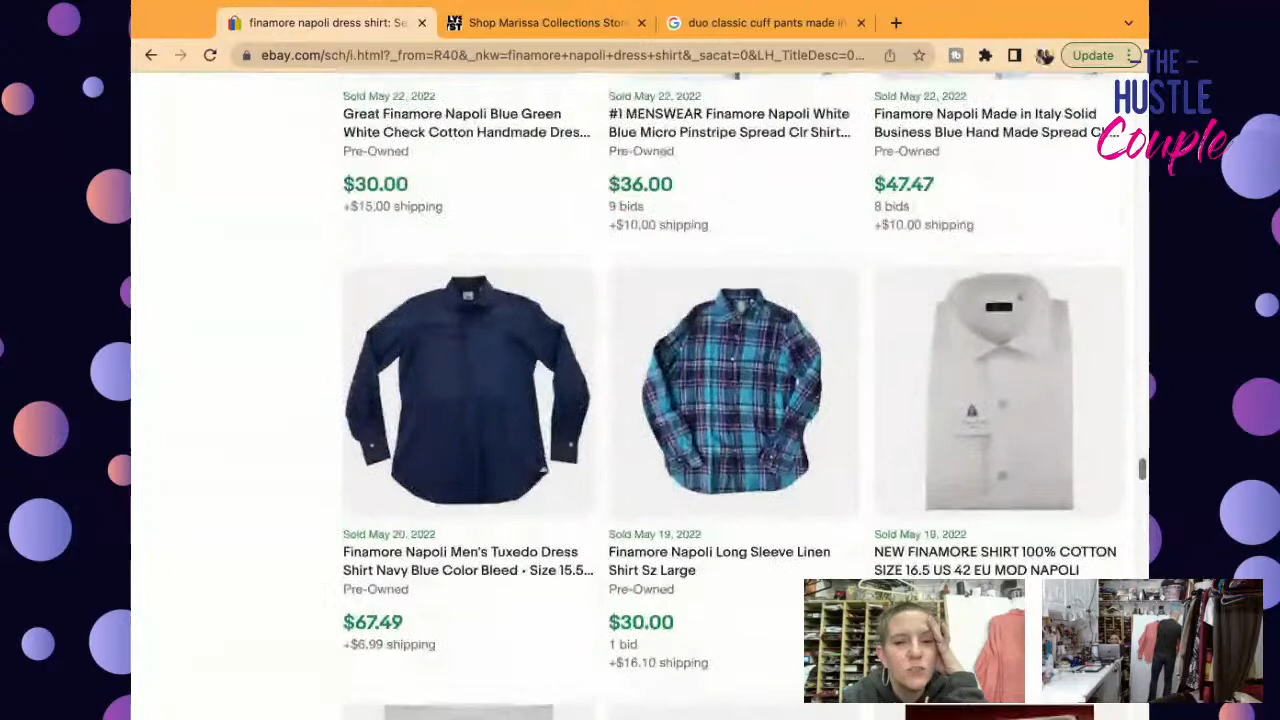 finamore napoli dress shirt: Se
Shop Marissa Collections Stor
duo classic cuff pants made in
ebay.com/sch/i.html?_from=R40&_nkw=finamore+napoli+dress+shirt&_sacat=0&LH_TitleDesc=0...
Update
- THE -
HUSTLE
Couple
Sold May 22, 2022
Great Finamore Napoli Blue Green
White Check Cotton Handmade Dres...
Pre-Owned
$30.00
+$15.00 shipping
Sold May 22, 2022
#1 MENSWEAR Finamore Napoli White
Blue Micro Pinstripe Spread Clr Shirt...
Pre-Owned
$36.00
9 bids
+$10.00 shipping
Sold May 22, 2022
Finamore Napoli Made in Italy Solid
Business Blue Hand Made Spread C
Pre-Owned
$47.47
8 bids
+$10.00 shipping
Sold May 20, 2022
Finamore Napoli Men's Tuxedo Dress
Shirt Navy Blue Color Bleed • Size 15.5...
Pre-Owned
$67.49
+$6.99 shipping
Sold May 19, 2022
Finamore Napoli Long Sleeve Linen
Shirt Sz Large
Pre-Owned
$30.00
1 bid
+$16.10 shipping
Sold May 19, 2022
NEW FINAMORE SHIRT 100% COTTON
SIZE 16.5 US 42 EU MOD NAPOLI